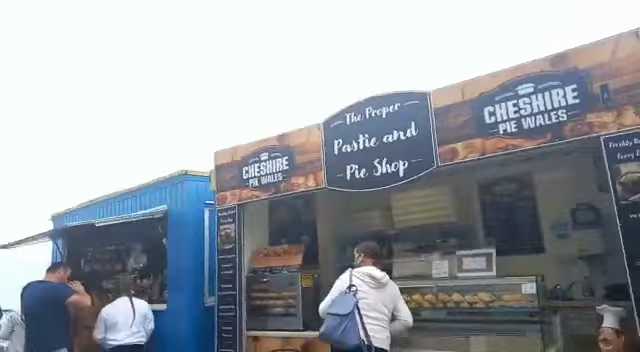 CHESHIRE
PIE WALES
The Proper
Pastie and
Pie Shop
CHESHIRE
PIE WALES